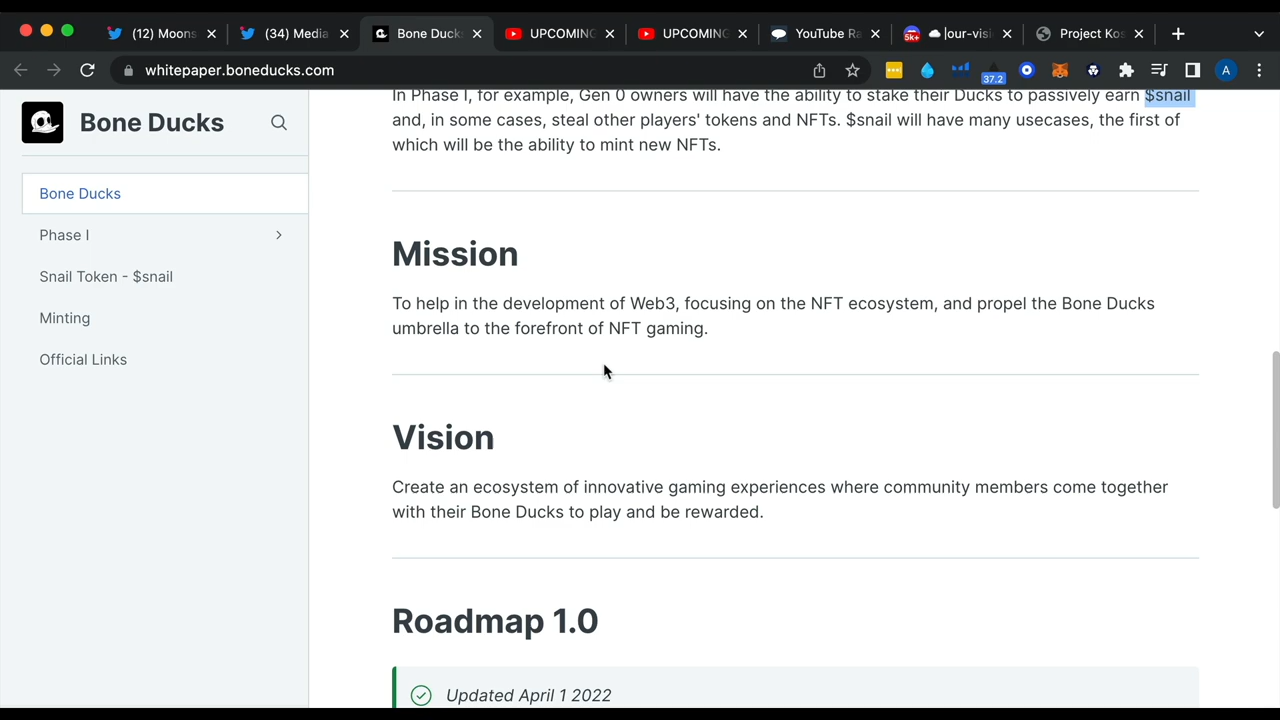 (12) Moons
(34) Media
Bone Duck
UPCOMING
UPCOMING
YouTube Ra
5k+
|our-visi
Project Kos
whitepaper.boneducks.com
37.2
A
Bone Ducks
Bone Ducks
Phase I
Snail Token - $snail
Minting
Official Links
In Phase I, for example, Gen 0 owners will have the ability to stake their Ducks to passively earn $snail
and, in some cases, steal other players' tokens and NFTs. $snail will have many usecases, the first of
which will be the ability to mint new NFTs.
Mission
To help in the development of Web3, focusing on the NFT ecosystem, and propel the Bone Ducks
umbrella to the forefront of NFT gaming.
Vision
Create an ecosystem of innovative gaming experiences where community members come together
with their Bone Ducks to play and be rewarded.
Roadmap 1.0
Updated April 1 2022